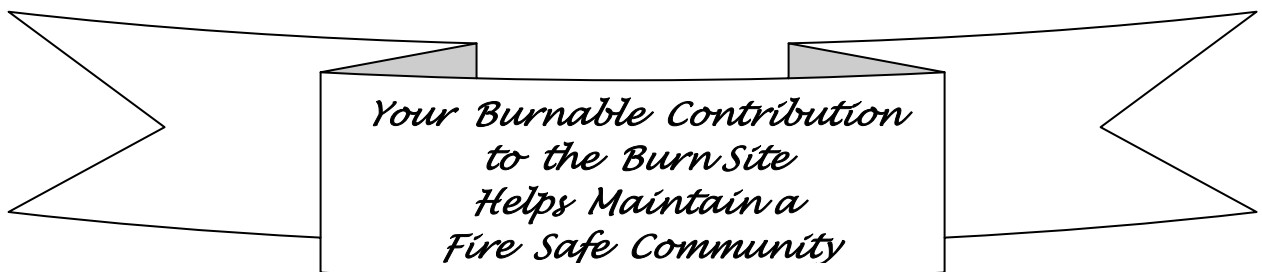 Your Burnable Contribution
to the Burn Site
Helps Maintain a
Fire Safe Community